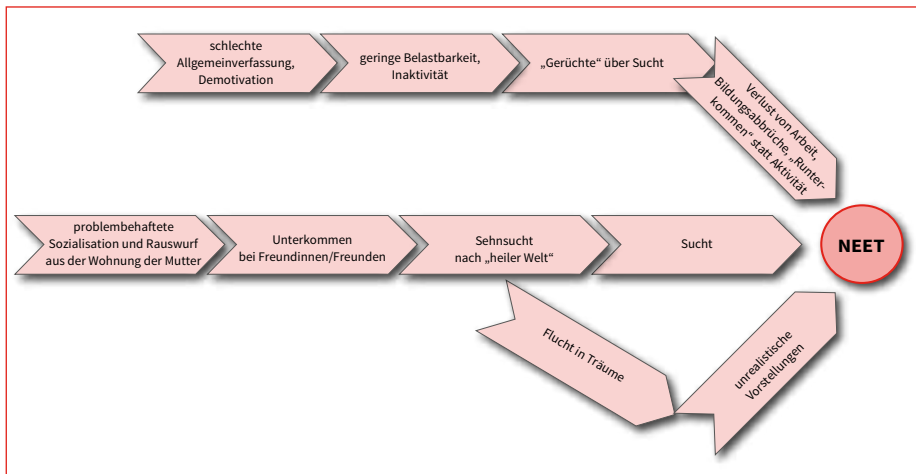 schlechte
Allgemeinverfassung,
Demotivation
geringe Belastbarkeit,
Inaktivität
„Gerüchte“ über Sucht
Verlust von Arbeit,
Bildungsabbrüche, „Runter-
kommen“ statt Aktivität
problembehaftete
Sozialisation und Rauswurf
aus der Wohnung der Mutter
Unterkommen
bei Freundinnen/Freunden
Sehnsucht
nach „heiler Welt“
Sucht
NEET
Flucht in Träume
unrealistische
Vorstellungen